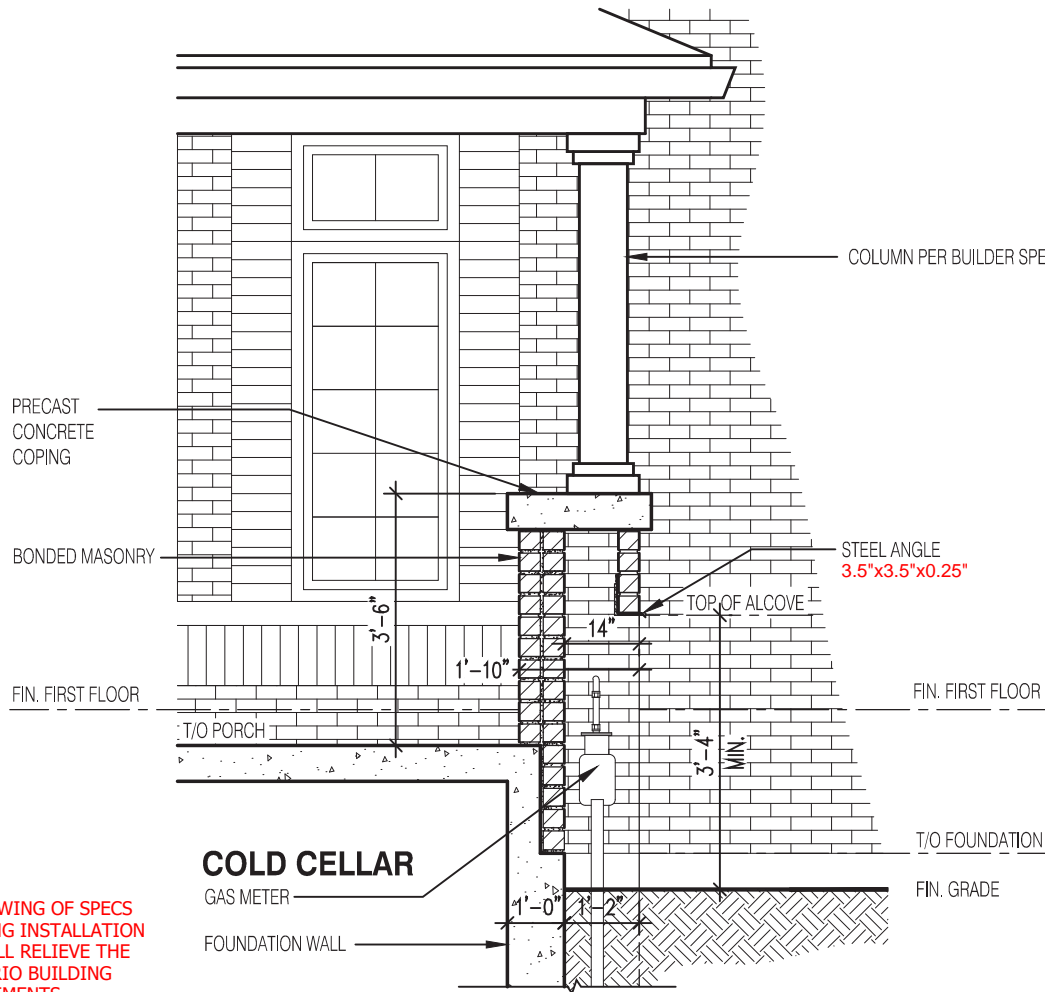 COLUMN PER BUILDER SPE
PRECAST
CONCRETE
COPING
BONDED MASONRY
STEEL ANGLE
3.5"x3.5"x0.25"
TOP OF ALCOVE
3'-6"
14"
1'-10"
FIN. FIRST FLOOR
FIN. FIRST FLOOR
T/O PORCH
3'-4"
MIN.
T/O FOUNDATION
COLD CELLAR
GAS METER
FIN. GRADE
1'-0"
1'-2"
FOUNDATION WALL
WING OF SPECS
NG INSTALLATION
LL RELIEVE THE
RIO BUILDING